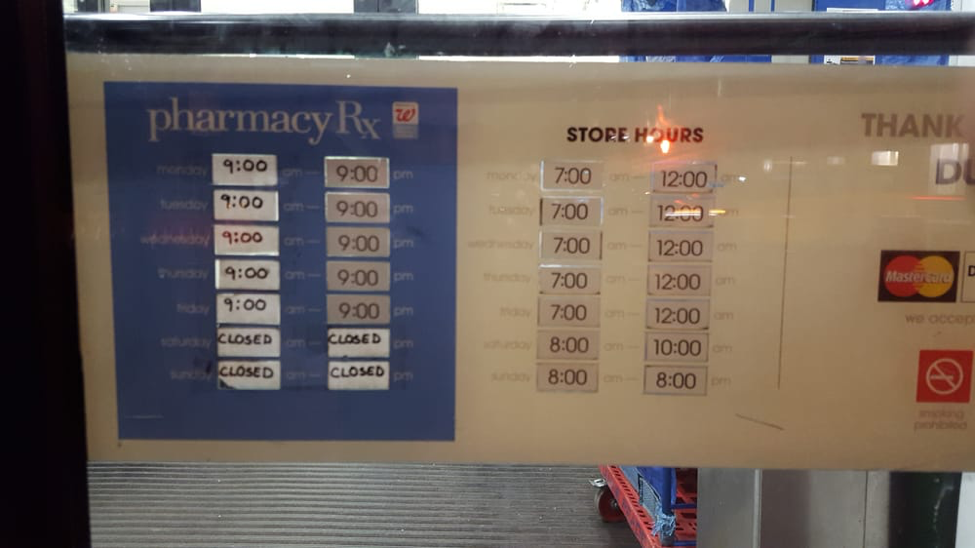 pharmacy Rx
monday 9:00 am — 9:00 pm
tuesday 9:00 am — 9:00 pm
wednesday 9:00 am — 9:00 pm
thursday 9:00 am — 9:00 pm
friday 9:00 am — 9:00 pm
saturday CLOSED am — CLOSED pm
sunday CLOSED am — CLOSED pm
STORE HOURS
monday 7:00 am — 12:00 am
tuesday 7:00 am — 12:00 am
wednesday 7:00 am — 12:00 am
thursday 7:00 am — 12:00 am
friday 7:00 am — 12:00 am
saturday 8:00 am — 10:00 pm
sunday 8:00 am — 8:00 pm
THANK
MasterCard
we accep
smoking
prohibited